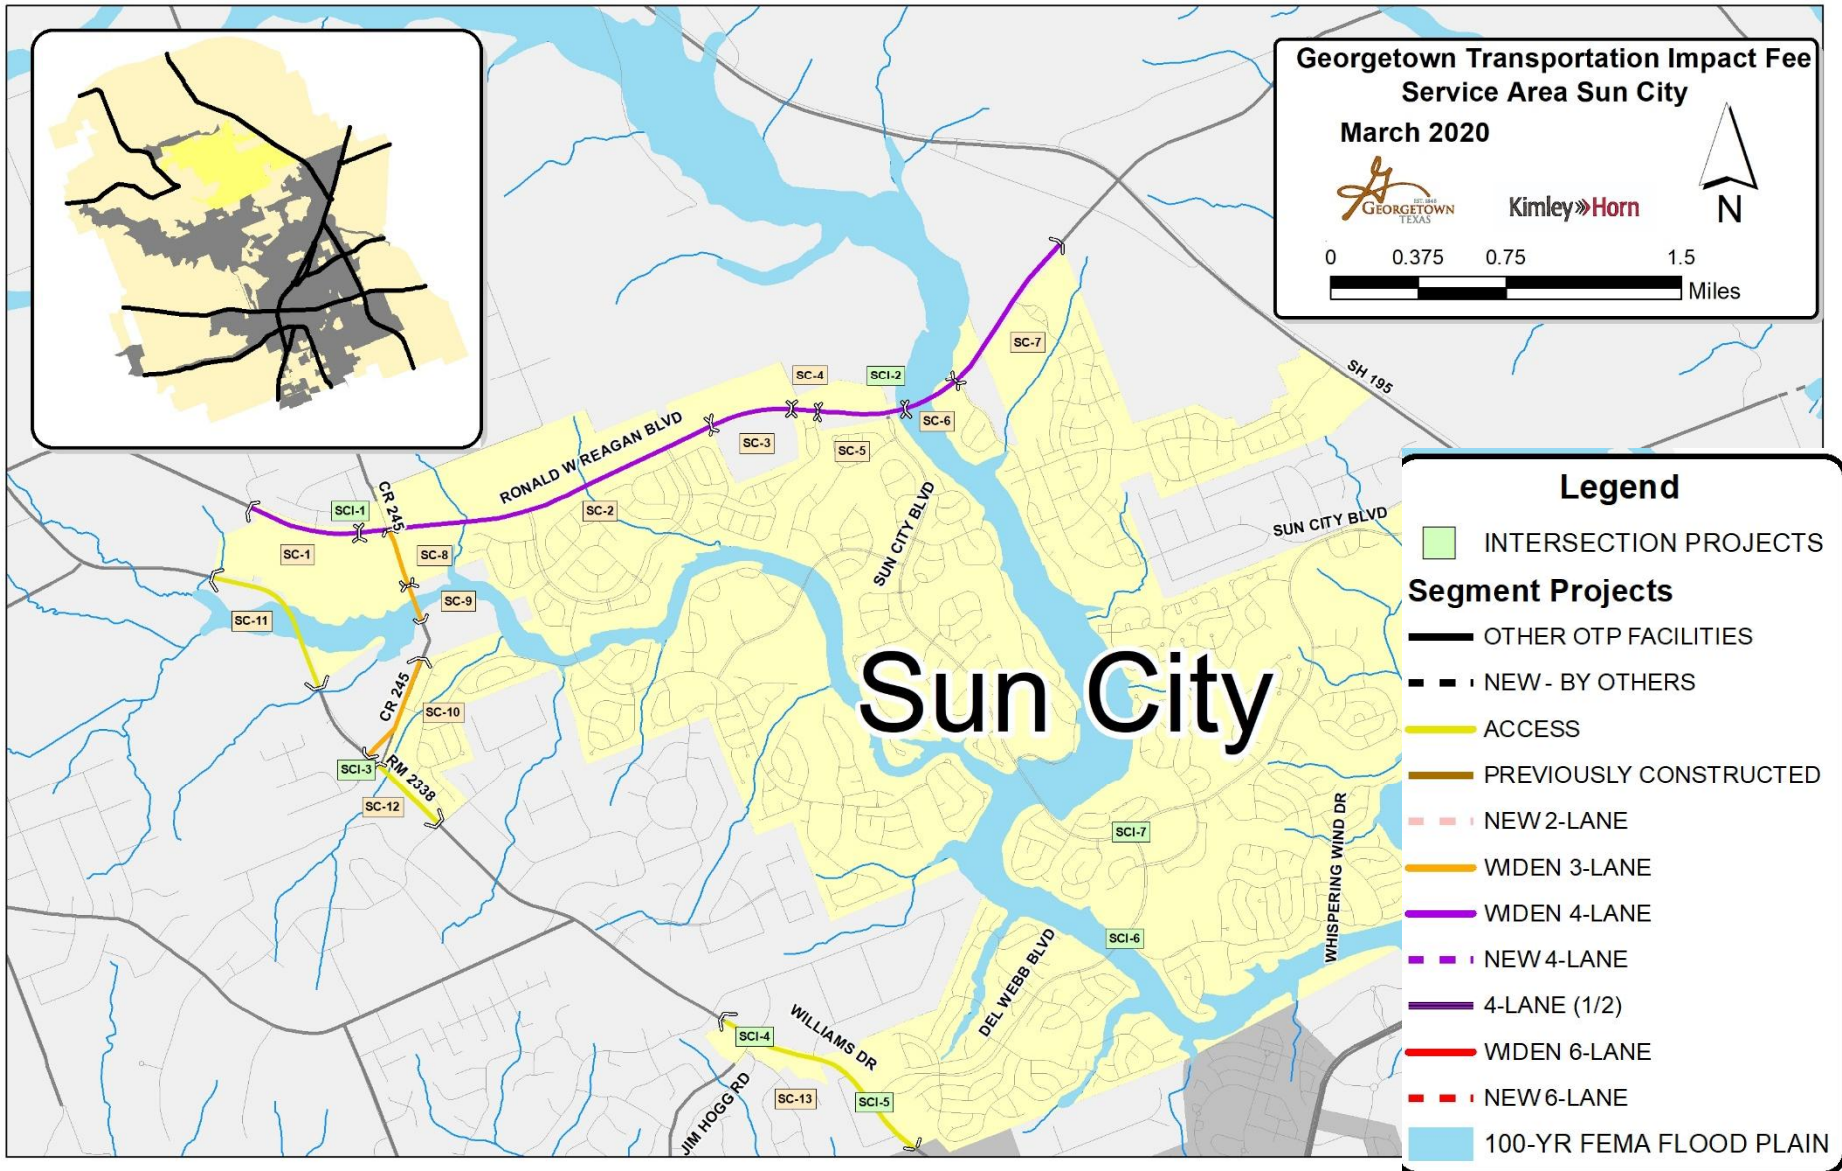 Georgetown Transportation Impact Fee
Service Area Sun City
March 2020
EST. 1848
GEORGETOWN
TEXAS
Kimley»Horn
N
0 0.375 0.75 1.5
Miles
SH 195
SC-7
SC-4
SCI-2
SC-6
RONALD W REAGAN BLVD
SC-3
SC-5
CR 245
SCI-1
SC-2
SUN CITY BLVD
SUN CITY BLVD
SC-1
SC-8
SC-9
SC-11
Sun City
CR 245
SC-10
SCI-3
RM 2338
SC-12
SCI-7
WHISPERING WIND DR
SCI-6
DEL WEBB BLVD
SCI-4
WILLIAMS DR
JIM HOGG RD
SC-13
SCI-5
Legend
INTERSECTION PROJECTS
Segment Projects
OTHER OTP FACILITIES
NEW - BY OTHERS
ACCESS
PREVIOUSLY CONSTRUCTED
NEW 2-LANE
WIDEN 3-LANE
WIDEN 4-LANE
NEW 4-LANE
4-LANE (1/2)
WIDEN 6-LANE
NEW 6-LANE
100-YR FEMA FLOOD PLAIN